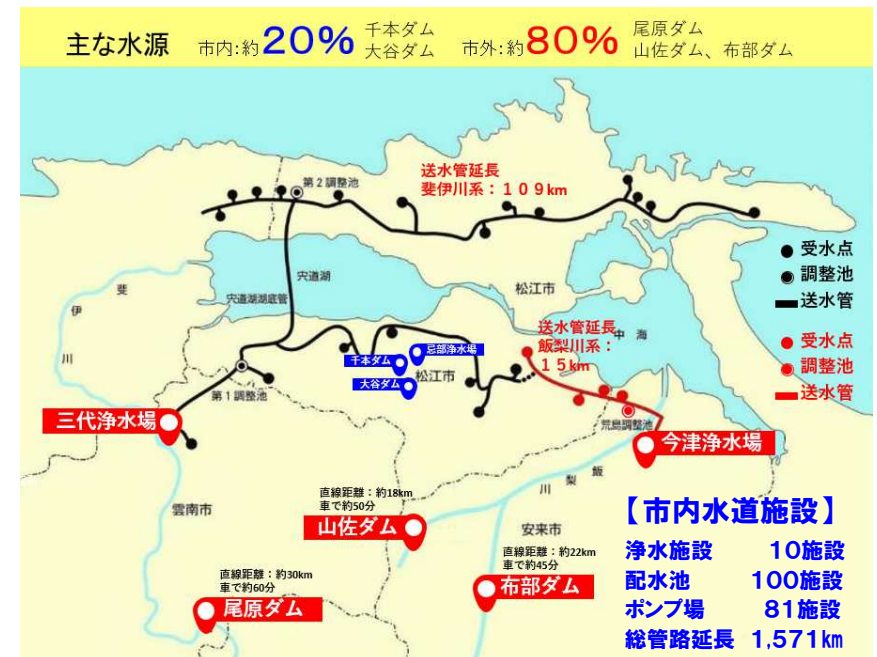 主な水源 市内:約20% 千本ダム 大谷ダム 市外:約80% 尾原ダム 山佐ダム、布部ダム
第2調整池
送水管延長
斐伊川系：109km
受水点
調整池
送水管
宍道湖
宍道湖湖底管
松江市
斐伊川
中海
送水管延長
飯梨川系：
15km
受水点
調整池
送水管
忌部浄水場
千本ダム
松江市
大谷ダム
第1調整池
三代浄水場
荒島調整池
今津浄水場
飯梨川
雲南市
直線距離：約18km
車で約50分
山佐ダム
安来市
直線距離：約22km
車で約45分
布部ダム
直線距離：約30km
車で約60分
尾原ダム
【市内水道施設】
浄水施設 10施設
配水池 100施設
ポンプ場 81施設
総管路延長 1,571㎞